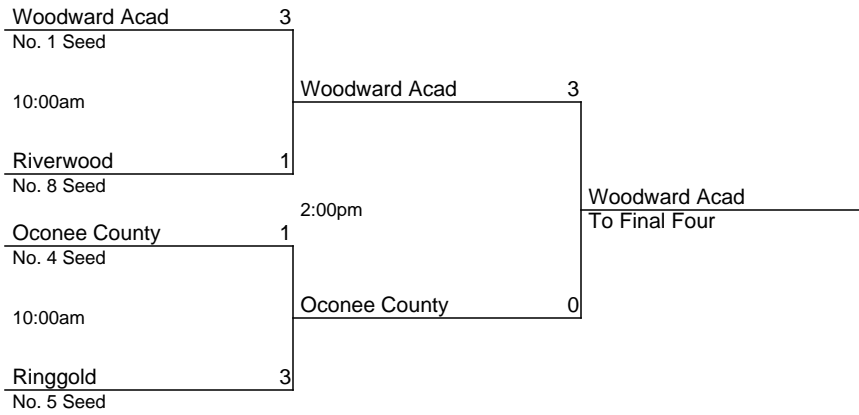 Woodward Acad 3
No. 1 Seed
Woodward Acad 3
10:00am
Riverwood 1
No. 8 Seed
Woodward Acad
2:00pm
To Final Four
Oconee County 1
No. 4 Seed
Oconee County 0
10:00am
Ringgold 3
No. 5 Seed